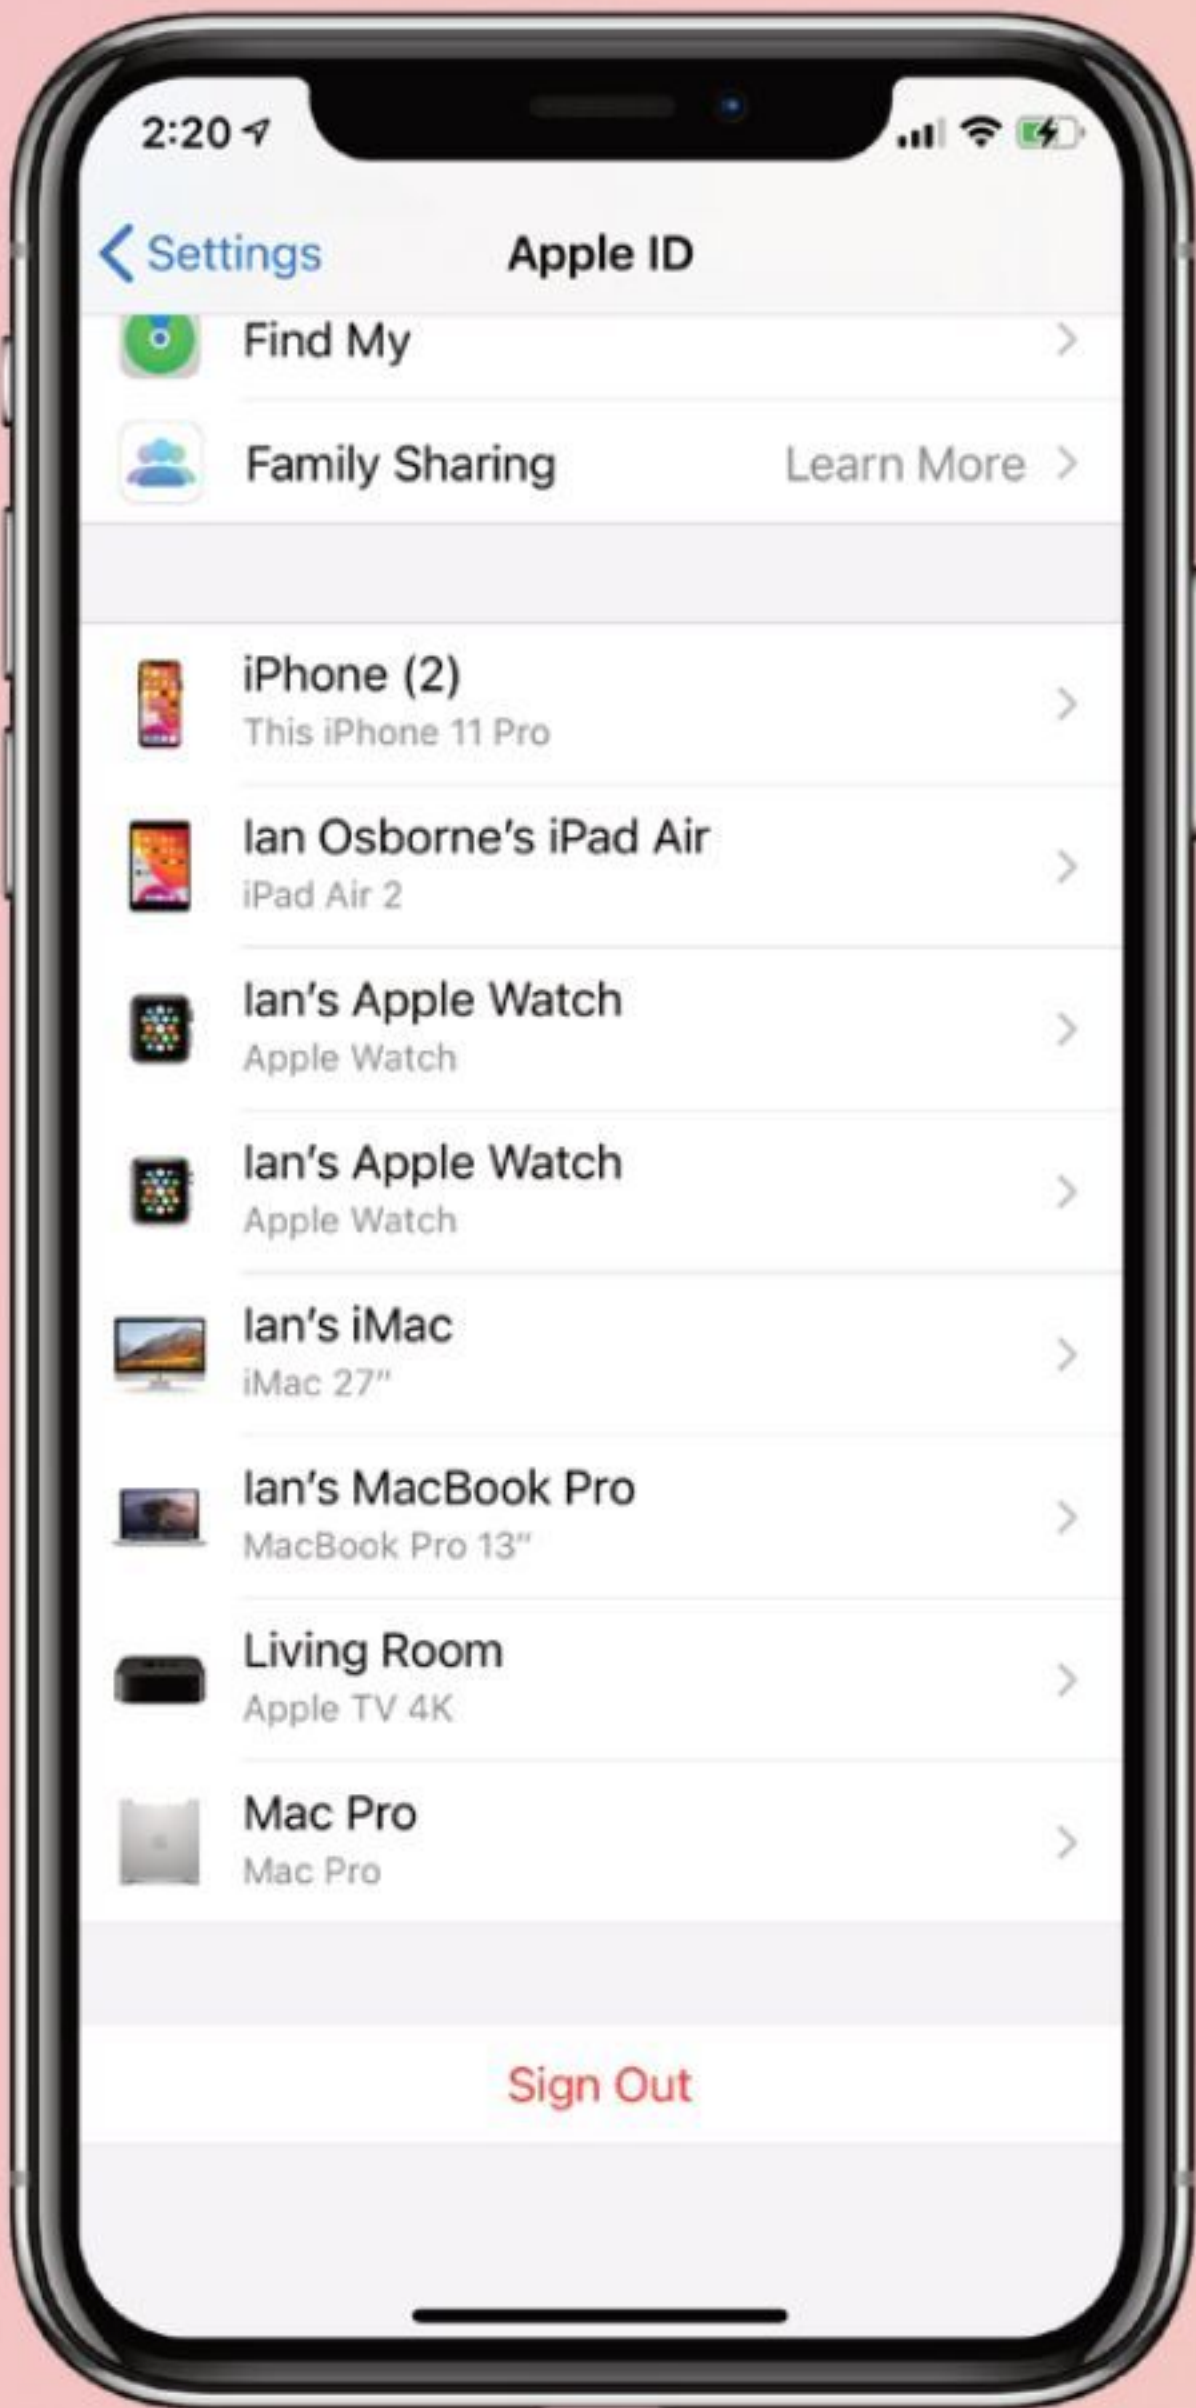 2:20
Settings
Apple ID
Find My
Family Sharing
Learn More
iPhone (2)
This iPhone 11 Pro
Ian Osborne’s iPad Air
iPad Air 2
Ian’s Apple Watch
Apple Watch
Ian’s Apple Watch
Apple Watch
Ian’s iMac
iMac 27″
Ian’s MacBook Pro
MacBook Pro 13″
Living Room
Apple TV 4K
Mac Pro
Mac Pro
Sign Out